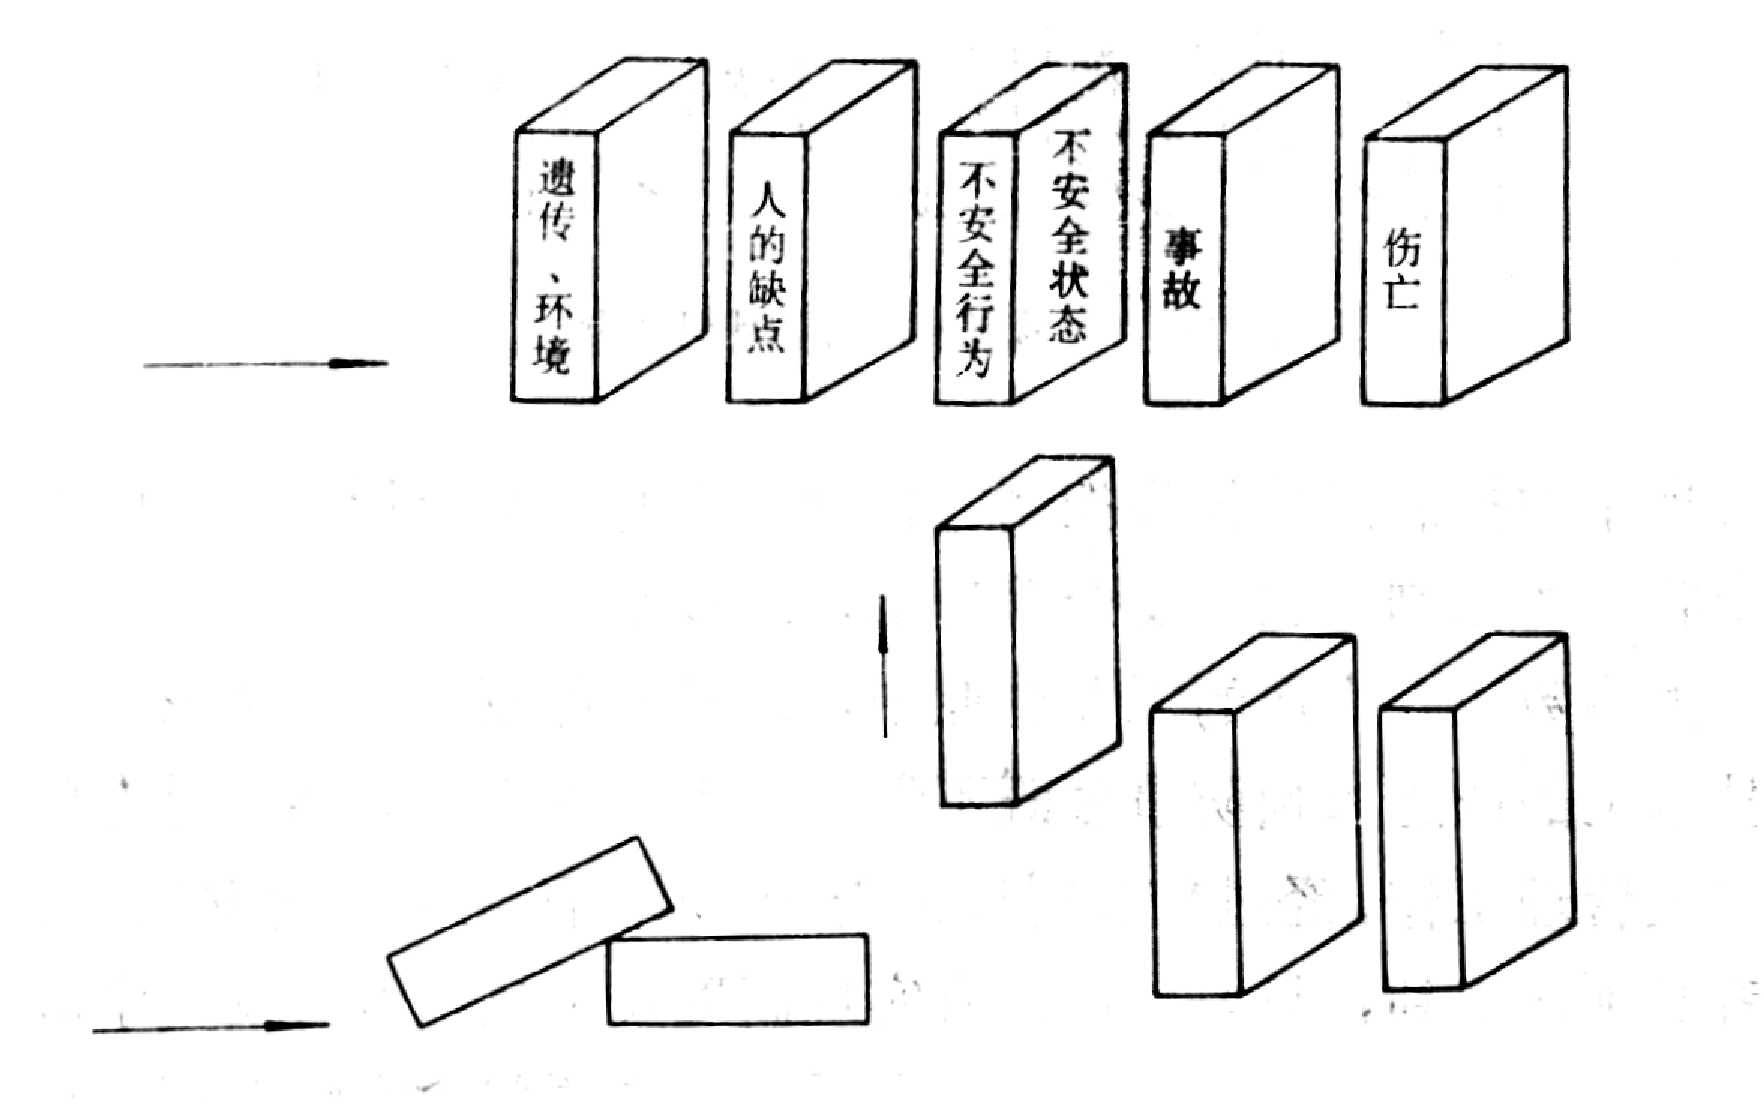 遗传、环境
人的缺点
不安全行为
不安全状态
事故
伤亡